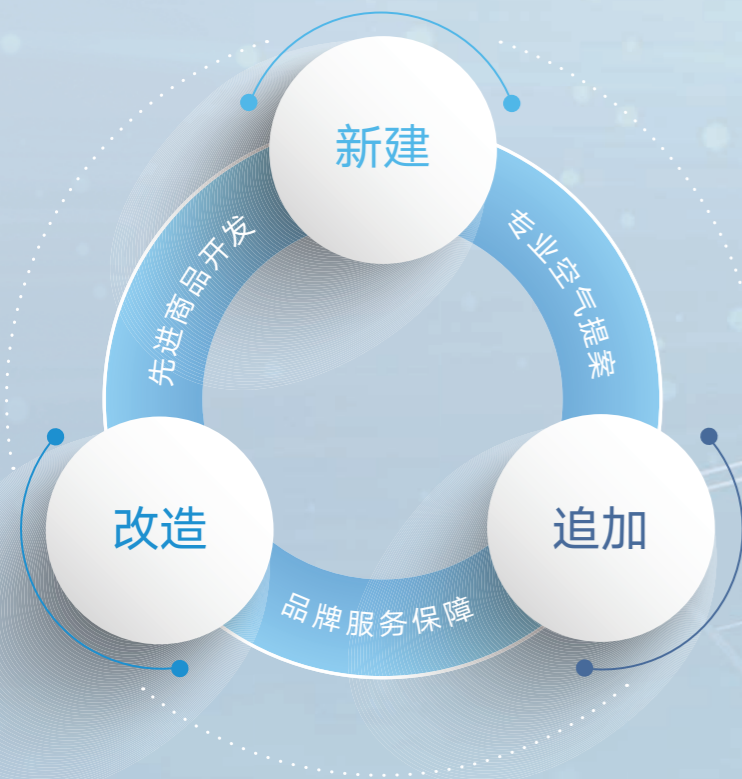 新建
先进商品开发
专业空气提案
改造
追加
品牌服务保障